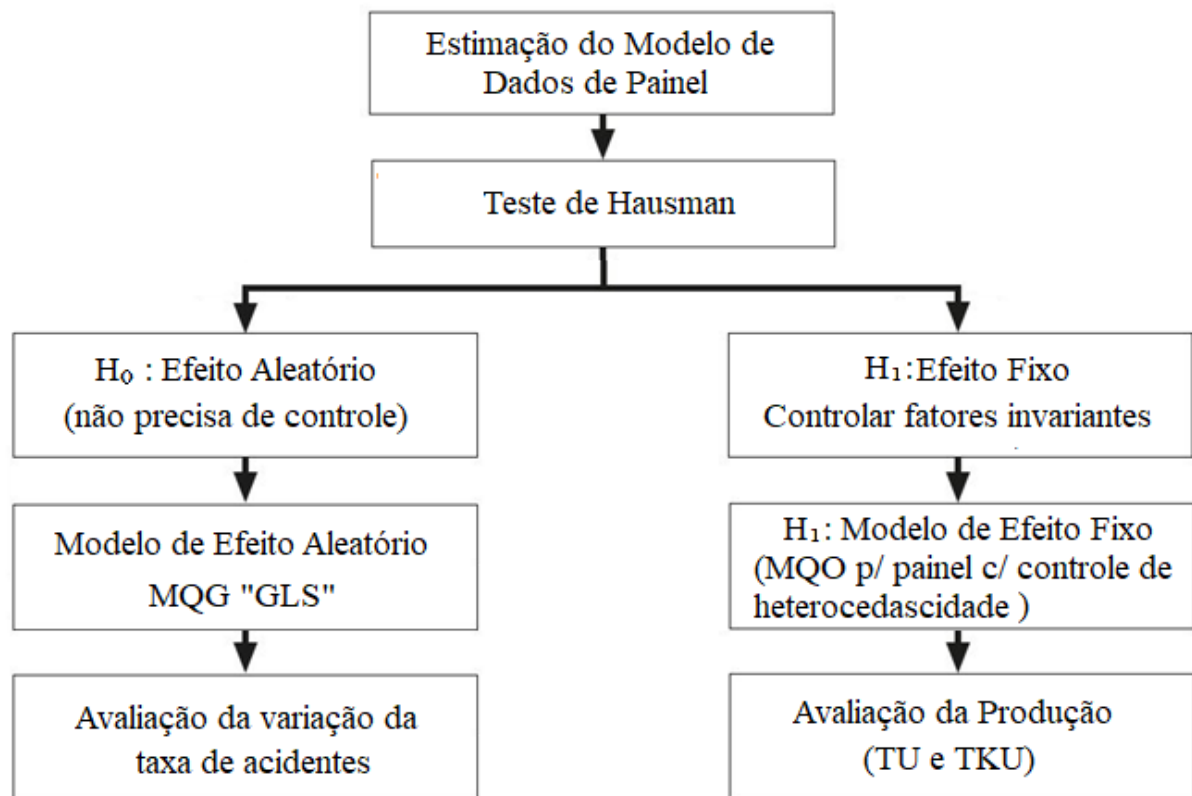 Estimação do Modelo de
Dados de Painel
Teste de Hausman
H₀ : Efeito Aleatório
(não precisa de controle)
H₁:Efeito Fixo
Controlar fatores invariantes
Modelo de Efeito Aleatório
MQG "GLS"
H₁: Modelo de Efeito Fixo
(MQO p/ painel c/ controle de
heterocedascidade )
Avaliação da variação da
taxa de acidentes
Avaliação da Produção
(TU e TKU)